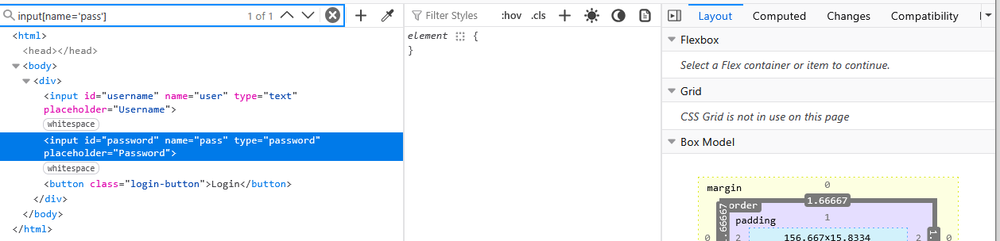 input[name='pass']
1 of 1
Filter Styles
:hov .cls
Layout Computed Changes Compatibility
<html>
<head></head>
<body>
<div>
<input id="username" name="user" type="text"
placeholder="Username">
whitespace
<input id="password" name="pass" type="password"
placeholder="Password">
whitespace
<button class="login-button">Login</button>
</div>
</body>
</html>
element {
}
Flexbox
Select a Flex container or item to continue.
Grid
CSS Grid is not in use on this page
Box Model
margin
0
1.66667
padding
1
0
2
156.667×15.8334
2
0